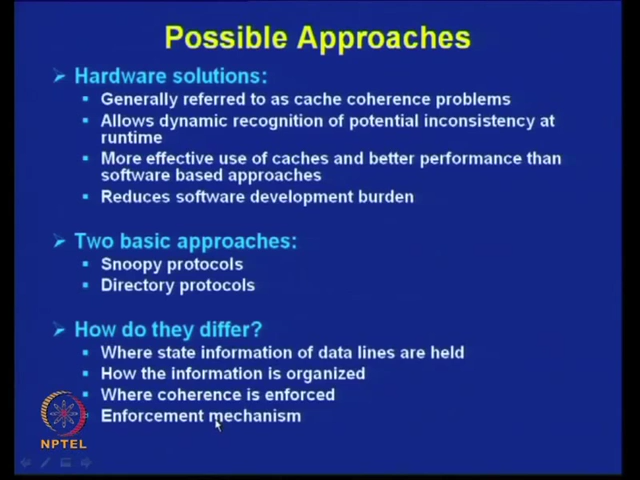 Possible Approaches
Hardware solutions:
Generally referred to as cache coherence problems
Allows dynamic recognition of potential inconsistency at
runtime
More effective use of caches and better performance than
software based approaches
Reduces software development burden
Two basic approaches:
Snoopy protocols
Directory protocols
How do they differ?
Where state information of data lines are held
How the information is organized
Where coherence is enforced
Enforcement mechanism
NPTEL